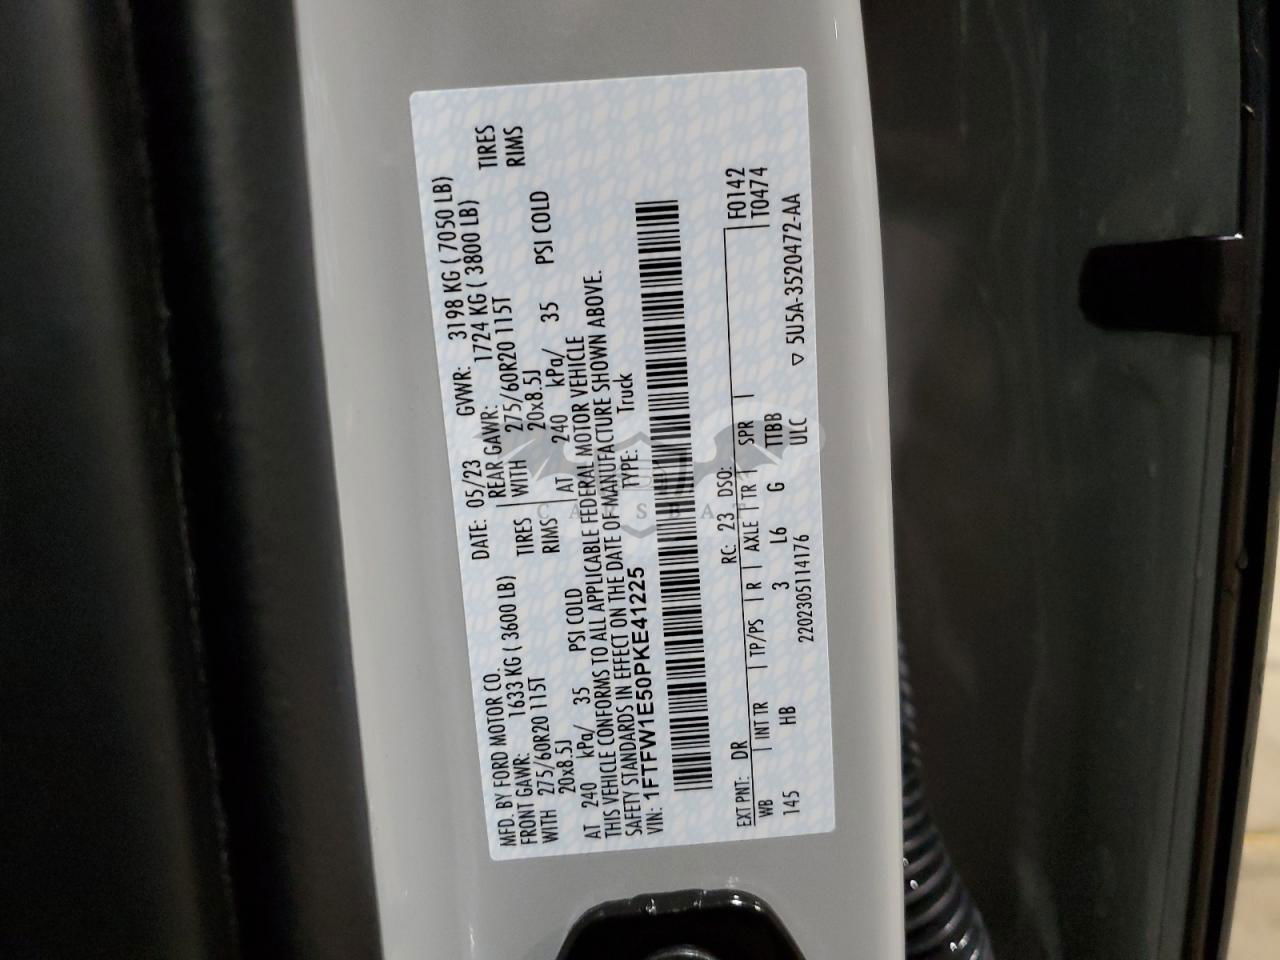 MFD. BY FORD MOTOR CO.
DATE: 05/23 GVWR: 3198 KG ( 7050 LB)
FRONT GAWR: 1633 KG ( 3600 LB)
REAR GAWR: 1724 KG ( 3800 LB)
WITH 275/60R20 115T TIRES WITH 275/60R20 115T TIRES
20x8.5J RIMS 20x8.5J RIMS
AT 240 kPa/ 35 PSI COLD AT 240 kPa/ 35 PSI COLD
THIS VEHICLE CONFORMS TO ALL APPLICABLE FEDERAL MOTOR VEHICLE
SAFETY STANDARDS IN EFFECT ON THE DATE OF MANUFACTURE SHOWN ABOVE.
VIN: 1FTFW1E50PKE41225 TYPE: Truck
EXT PNT: DR RC: 23 DSO: F0142
WB INT TR TP/PS R AXLE TR SPR T0474
145 HB 3 L6 G TTBB
2202305114176 ULC ▽ 5U5A-3520472-AA
CARSBAT